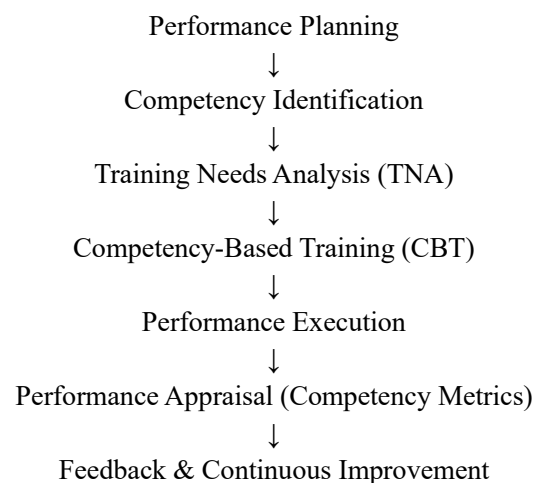 Performance Planning
↓
Competency Identification
↓
Training Needs Analysis (TNA)
↓
Competency-Based Training (CBT)
↓
Performance Execution
↓
Performance Appraisal (Competency Metrics)
↓
Feedback & Continuous Improvement